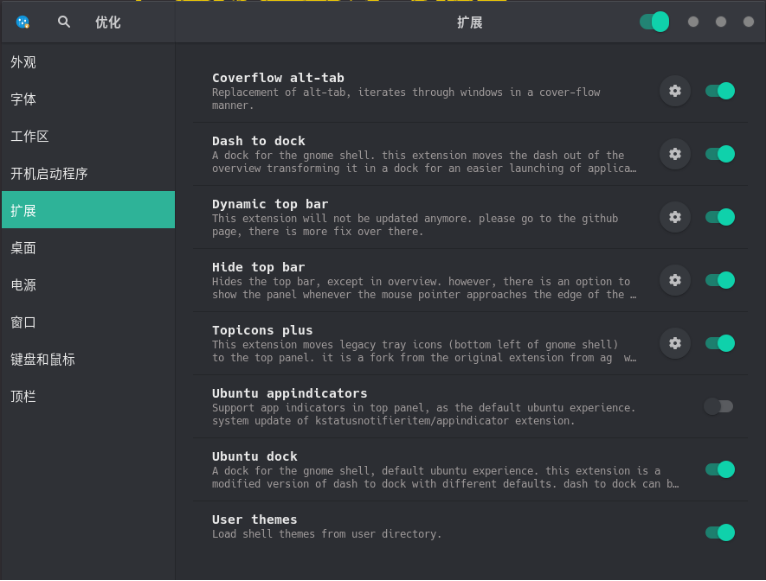 优化
扩展
外观
字体
工作区
开机启动程序
扩展
桌面
电源
窗口
键盘和鼠标
顶栏
Coverflow alt-tab
Replacement of alt-tab, iterates through windows in a cover-flow
manner.
Dash to dock
A dock for the gnome shell. this extension moves the dash out of the
overview transforming it in a dock for an easier launching of applica…
Dynamic top bar
This extension will not be updated anymore. please go to the github
page, there is more fix over there.
Hide top bar
Hides the top bar, except in overview. however, there is an option to
show the panel whenever the mouse pointer approaches the edge of the …
Topicons plus
This extension moves legacy tray icons (bottom left of gnome shell)
to the top panel. it is a fork from the original extension from ag  w…
Ubuntu appindicators
Support app indicators in top panel, as the default ubuntu experience.
system update of kstatusnotifieritem/appindicator extension.
Ubuntu dock
A dock for the gnome shell, default ubuntu experience. this extension is a
modified version of dash to dock with different defaults. dash to dock can b…
User themes
Load shell themes from user directory.